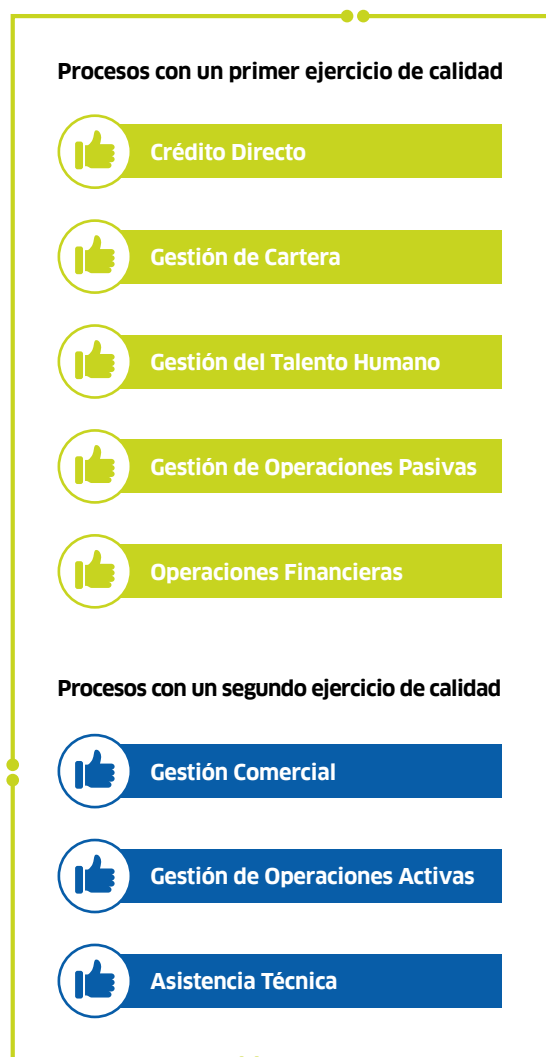 Procesos con un primer ejercicio de calidad
Crédito Directo
Gestión de Cartera
Gestión del Talento Humano
Gestión de Operaciones Pasivas
Operaciones Financieras
Procesos con un segundo ejercicio de calidad
Gestión Comercial
Gestión de Operaciones Activas
Asistencia Técnica